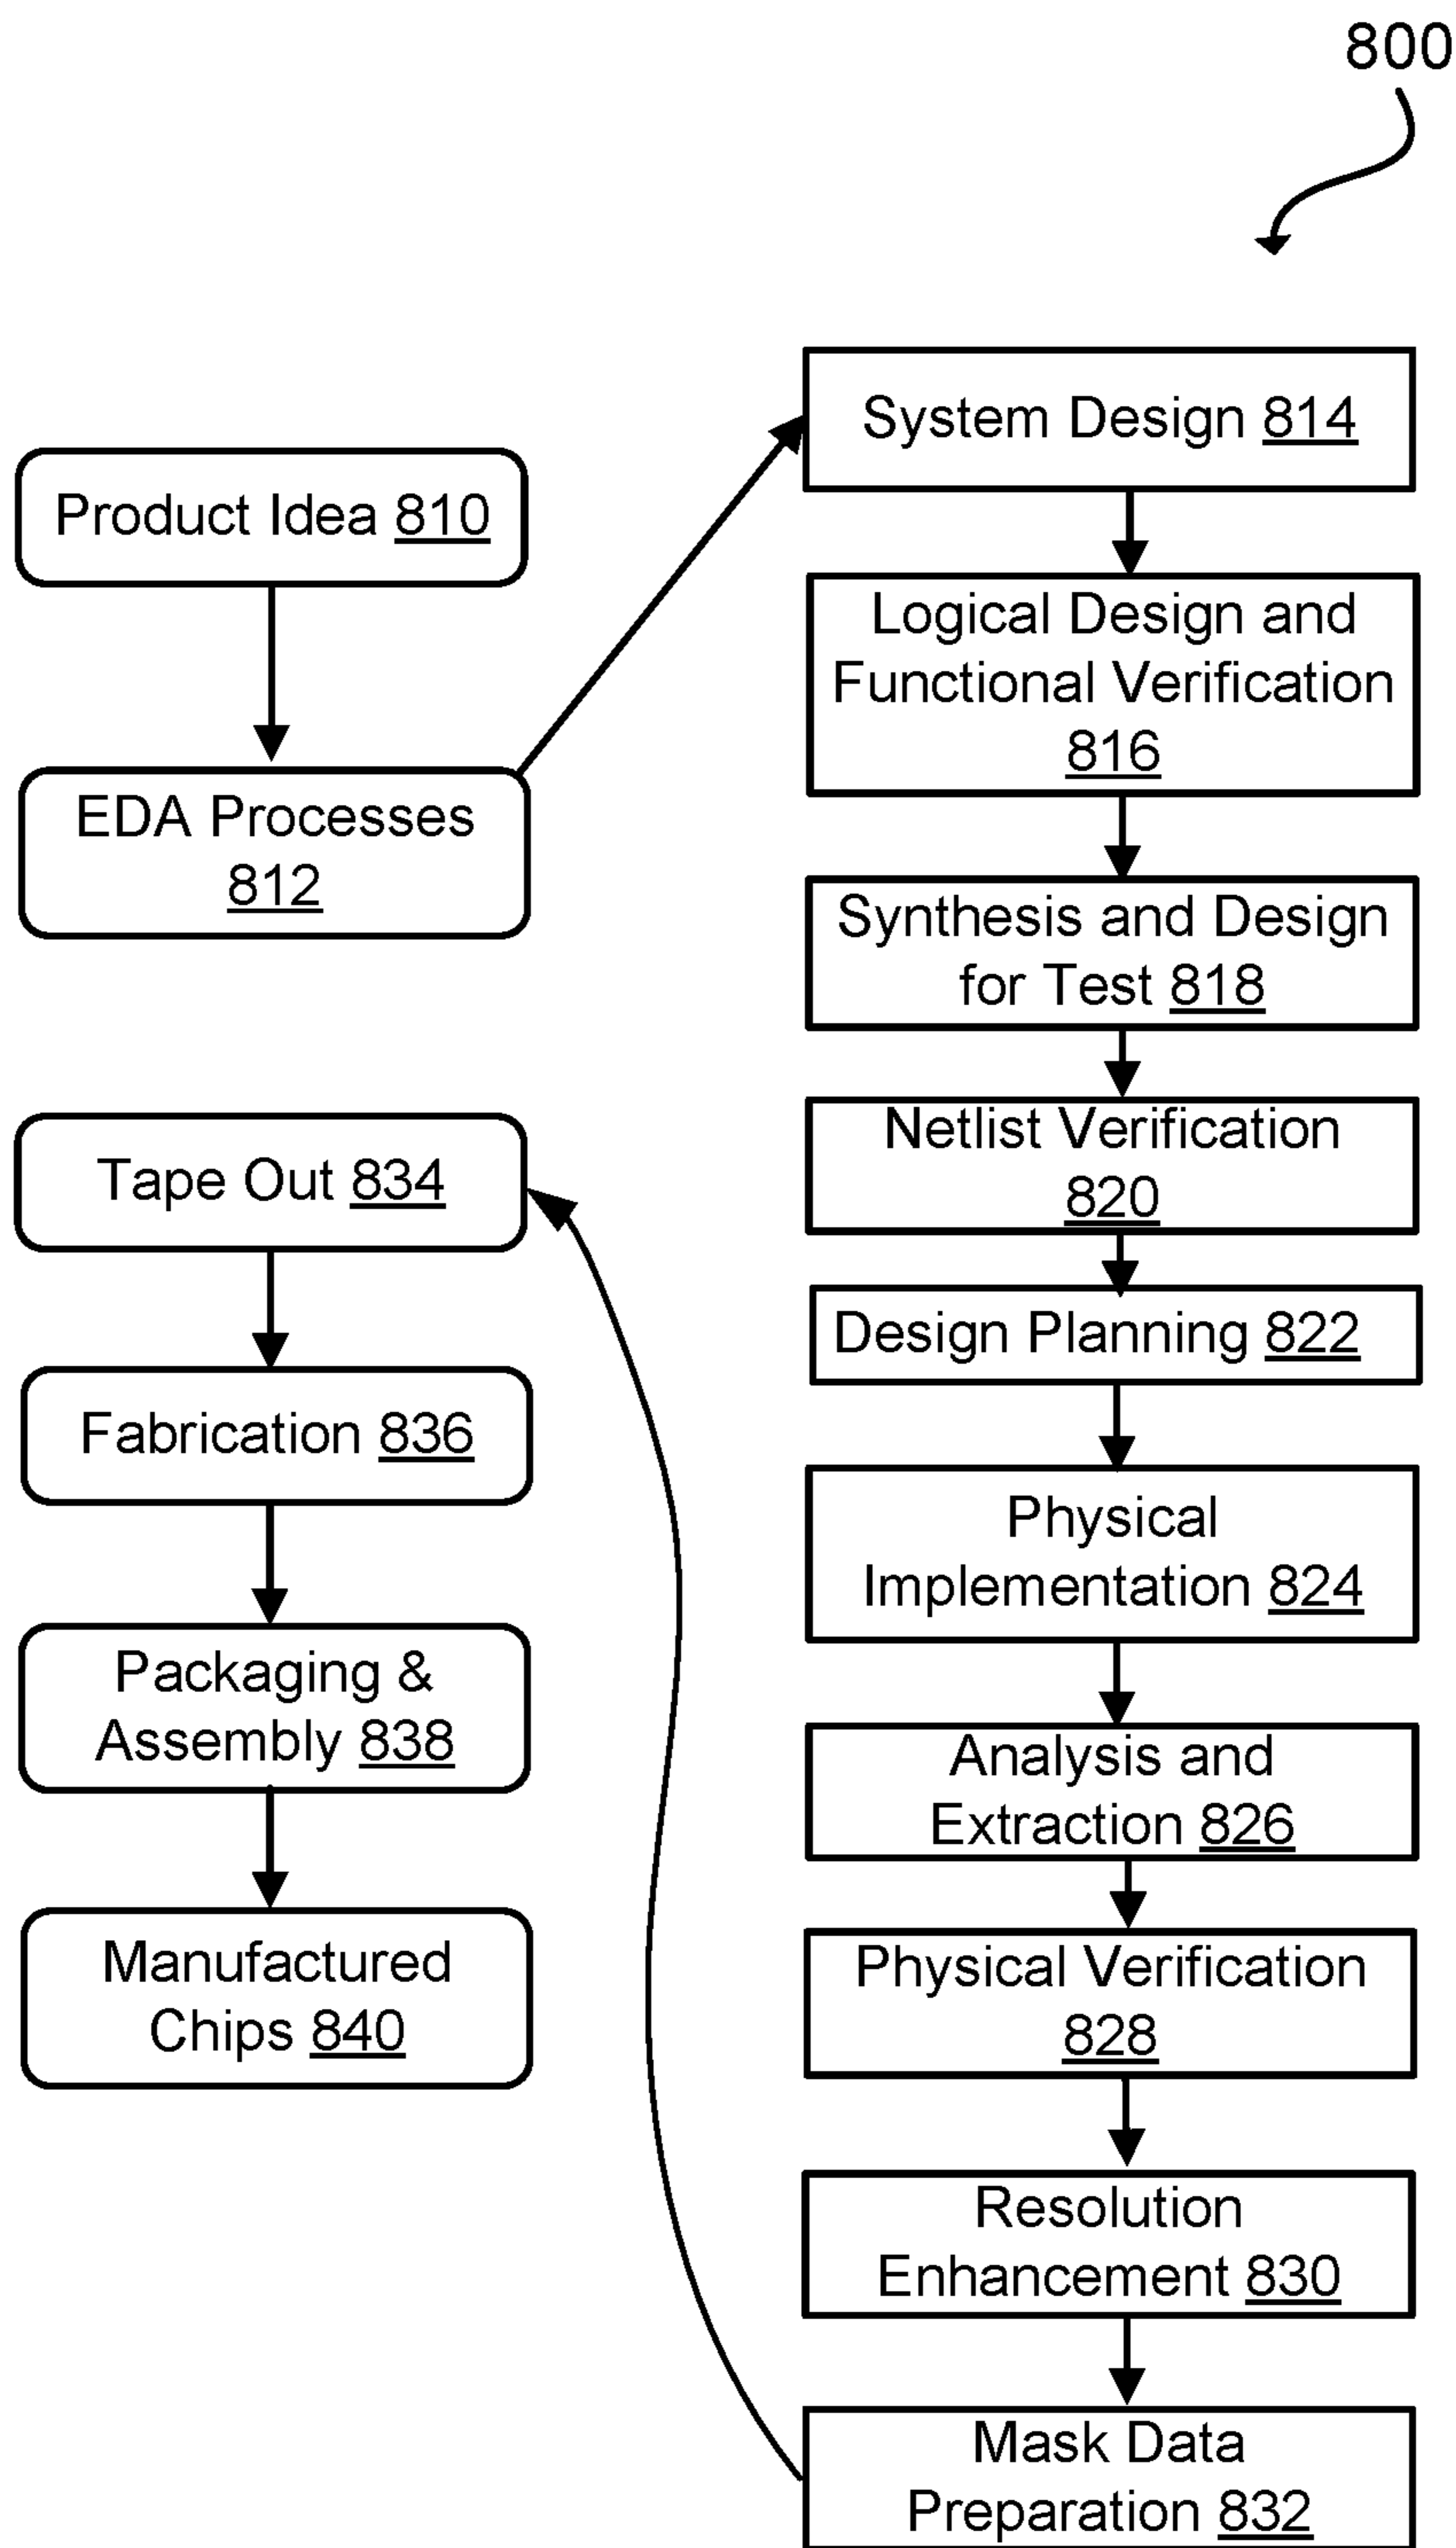 800
Product Idea 810
EDA Processes
812
System Design 814
Logical Design and
Functional Verification
816
Synthesis and Design
for Test 818
Netlist Verification
820
Design Planning 822
Physical
Implementation 824
Analysis and
Extraction 826
Physical Verification
828
Resolution
Enhancement 830
Mask Data
Preparation 832
Tape Out 834
Fabrication 836
Packaging &
Assembly 838
Manufactured
Chips 840